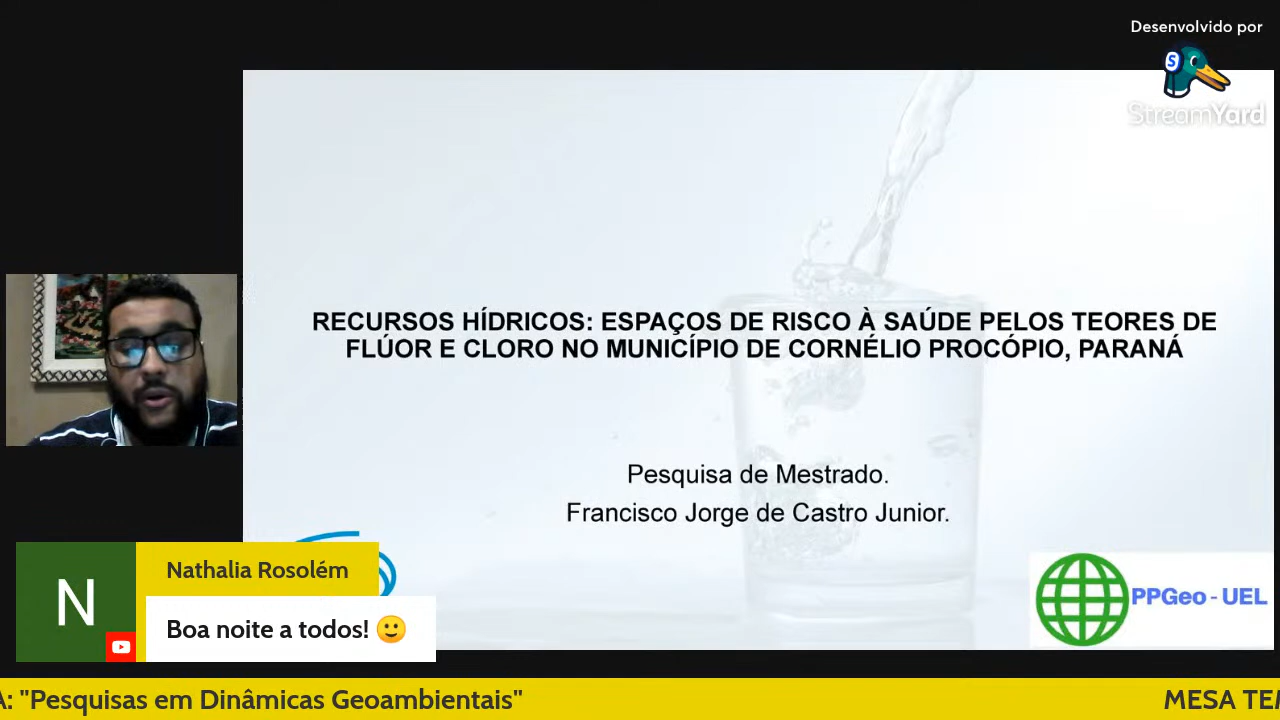 Desenvolvido por
StreamYard
RECURSOS HÍDRICOS: ESPAÇOS DE RISCO À SAÚDE PELOS TEORES DE
FLÚOR E CLORO NO MUNICÍPIO DE CORNÉLIO PROCÓPIO, PARANÁ
Pesquisa de Mestrado.
Francisco Jorge de Castro Junior.
PPGeo - UEL
N
Nathalia Rosolém
Boa noite a todos! 🙂
A: "Pesquisas em Dinâmicas Geoambientais"
MESA TEM